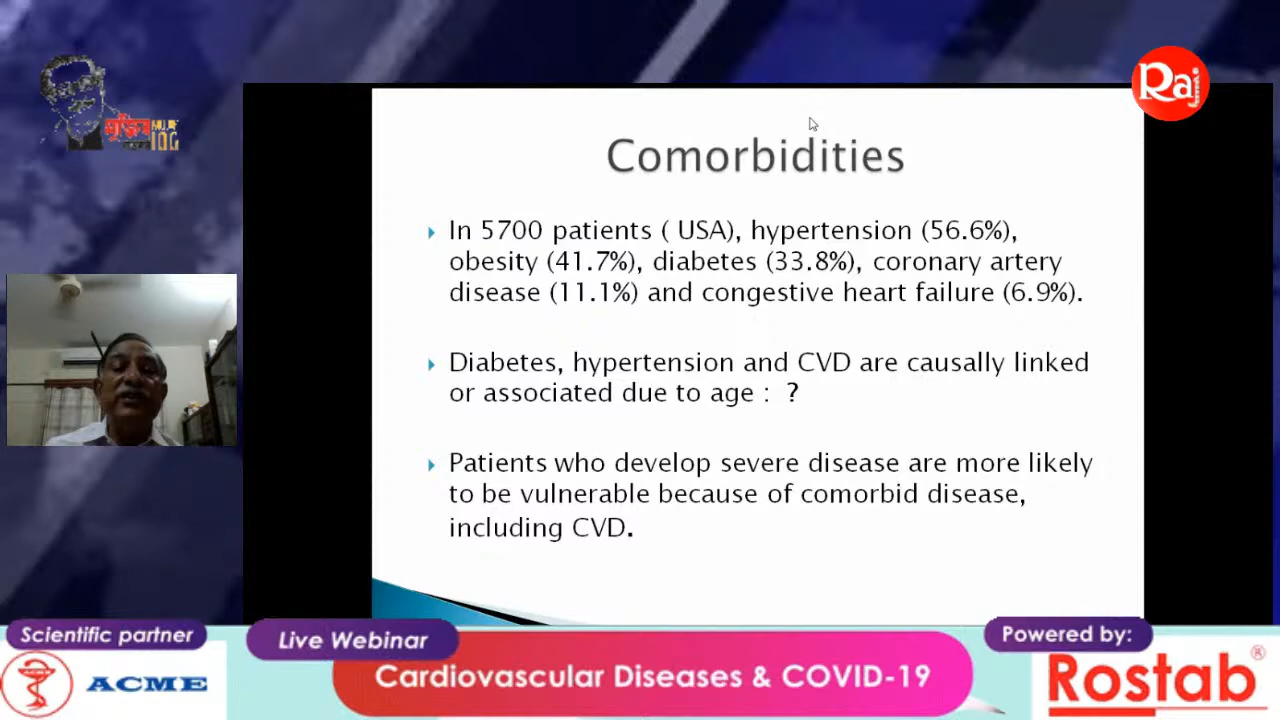 মুজিব
MUJIB
100
Raj
Comorbidities
In 5700 patients ( USA), hypertension (56.6%),
obesity (41.7%), diabetes (33.8%), coronary artery
disease (11.1%) and congestive heart failure (6.9%).
Diabetes, hypertension and CVD are causally linked
or associated due to age : ?
Patients who develop severe disease are more likely
to be vulnerable because of comorbid disease,
including CVD.
Scientific partner
Live Webinar
Powered by:
ACME
Cardiovascular Diseases & COVID-19
Rostab®